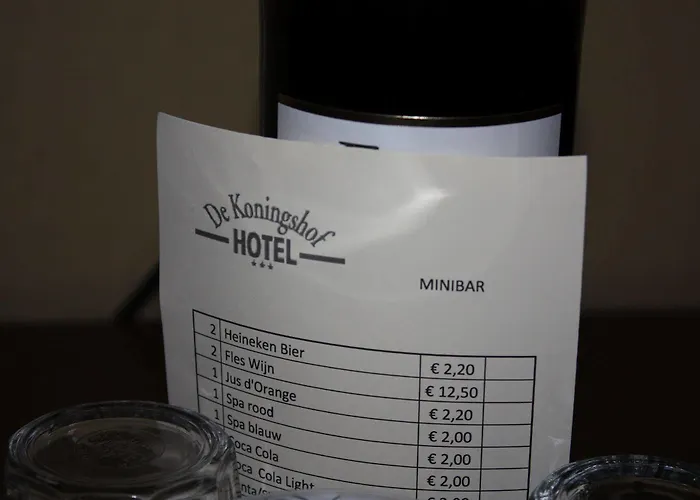 De Koningshof
HOTEL
***
MINIBAR
2 Heineken Bier € 2,20
2 Fles Wijn € 12,50
1 Jus d'Orange € 2,20
1 Spa rood € 2,00
1 Spa blauw € 2,00
Coca Cola € 2,00
Coca Cola Light